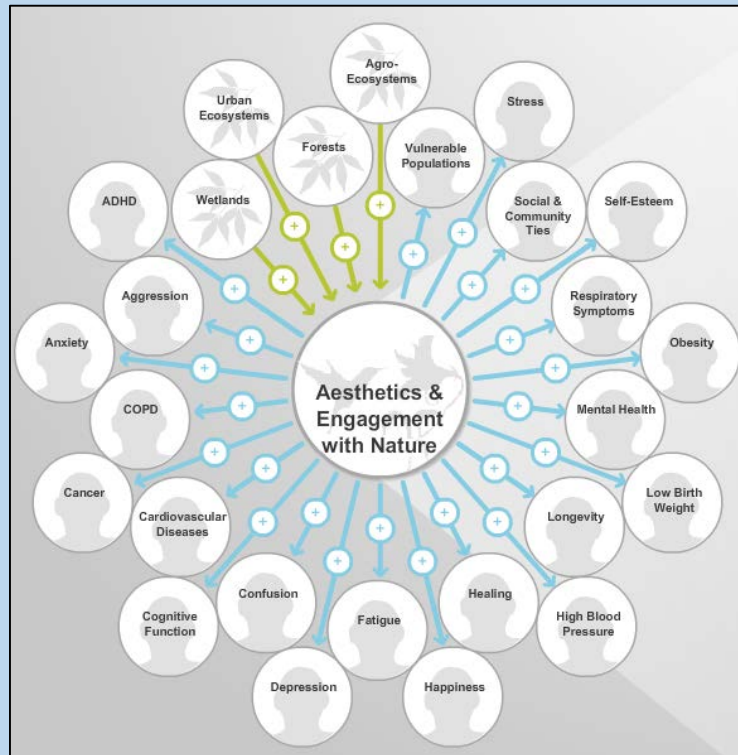 Agro-
Ecosystems
Urban
Ecosystems
Stress
Forests
Vulnerable
Populations
ADHD
Wetlands
Social &
Community
Ties
Self-Esteem
Aggression
Respiratory
Symptoms
Anxiety
Obesity
Aesthetics &
Engagement
with Nature
COPD
Mental Health
Cancer
Cardiovascular
Diseases
Longevity
Low Birth
Weight
Cognitive
Function
Confusion
Fatigue
Healing
High Blood
Pressure
Depression
Happiness